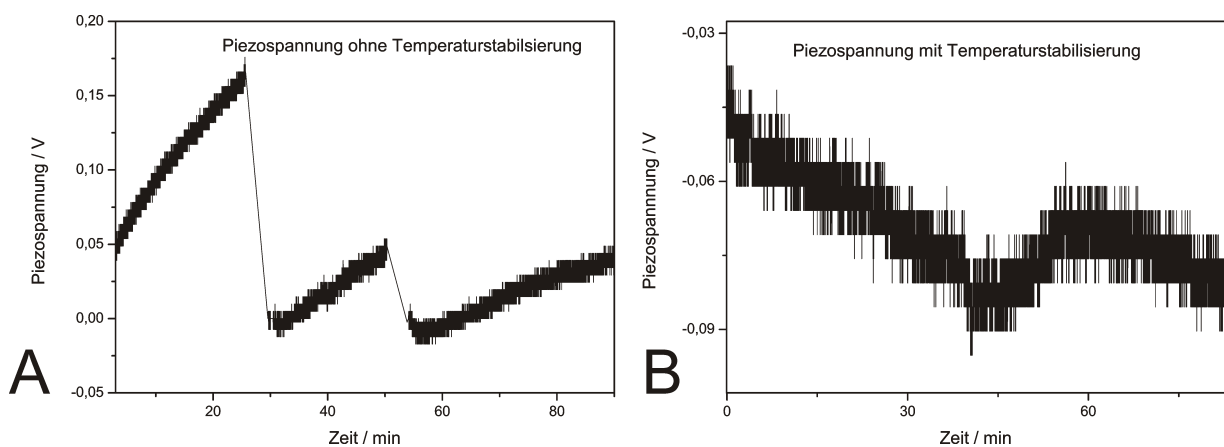 Piezospannung ohne Temperaturstabilsierung
Piezospannung / V
0,20
0,15
0,10
0,05
0,00
-0,05
20
40
60
80
Zeit / min
A
Piezospannung mit Temperaturstabilisierung
Piezospannnung / V
-0,03
-0,06
-0,09
0
30
60
Zeit / min
B